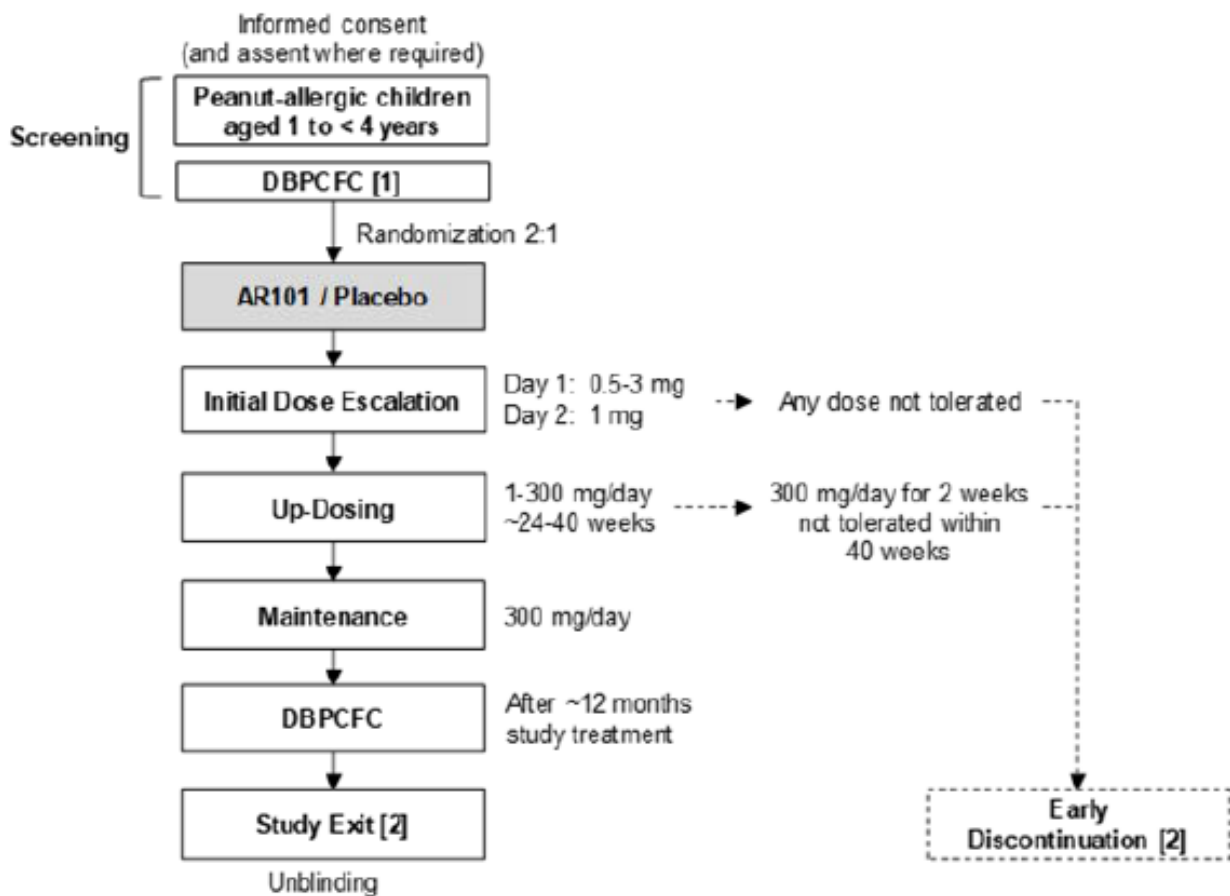 Informed consent
(and assent where required)
Peanut-allergic children
aged 1 to < 4 years
Screening
DBPCFC [1]
Randomization 2:1
AR101 / Placebo
Initial Dose Escalation
Day 1: 0.5-3 mg
Day 2: 1 mg
Any dose not tolerated
Up-Dosing
1-300 mg/day
~24-40 weeks
300 mg/day for 2 weeks
not tolerated within
40 weeks
Maintenance
300 mg/day
DBPCFC
After ~12 months
study treatment
Study Exit [2]
Early
Discontinuation [2]
Unblinding